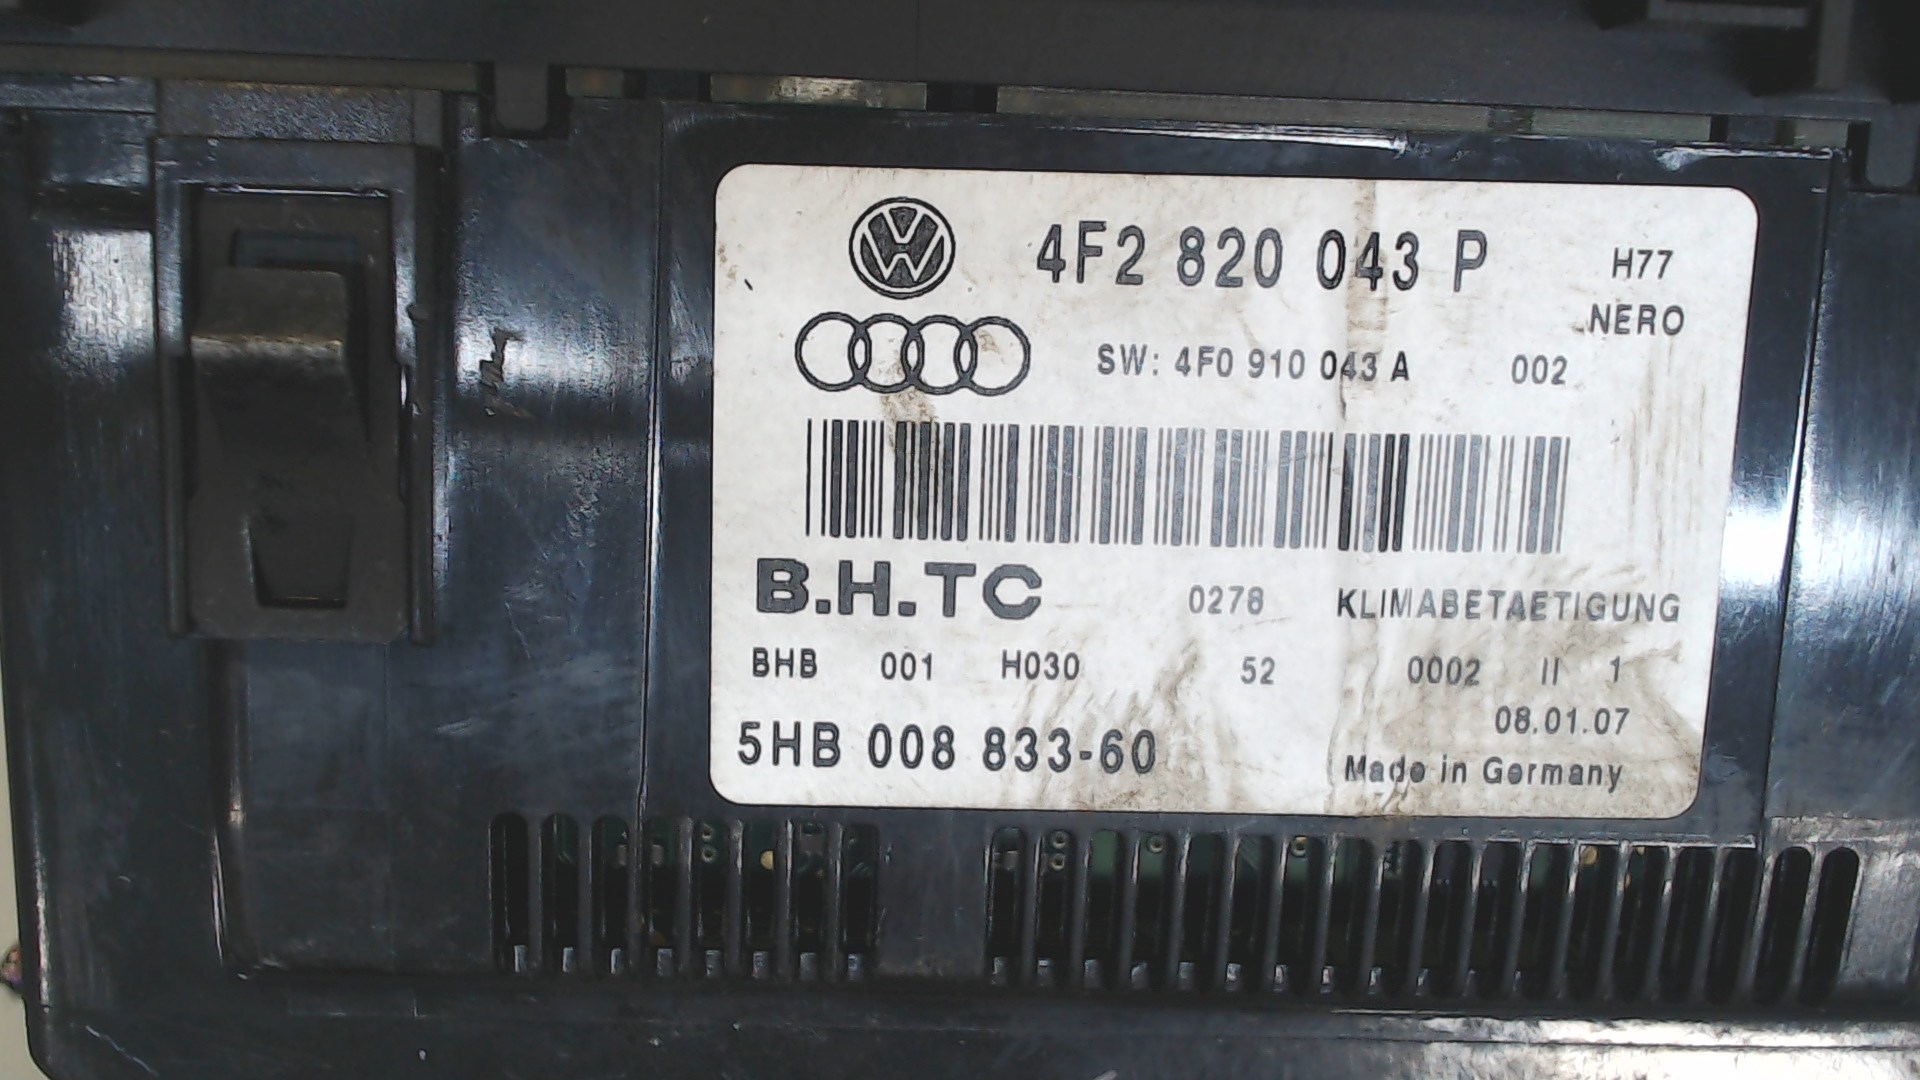 4F2 820 043 P H77
NERO
SW: 4F0 910 043 A 002
B.H.TC 0278 KLIMABETAETIGUNG
BHB 001 H030 52 0002 II 1
08.01.07
5HB 008 833-60 Made in Germany